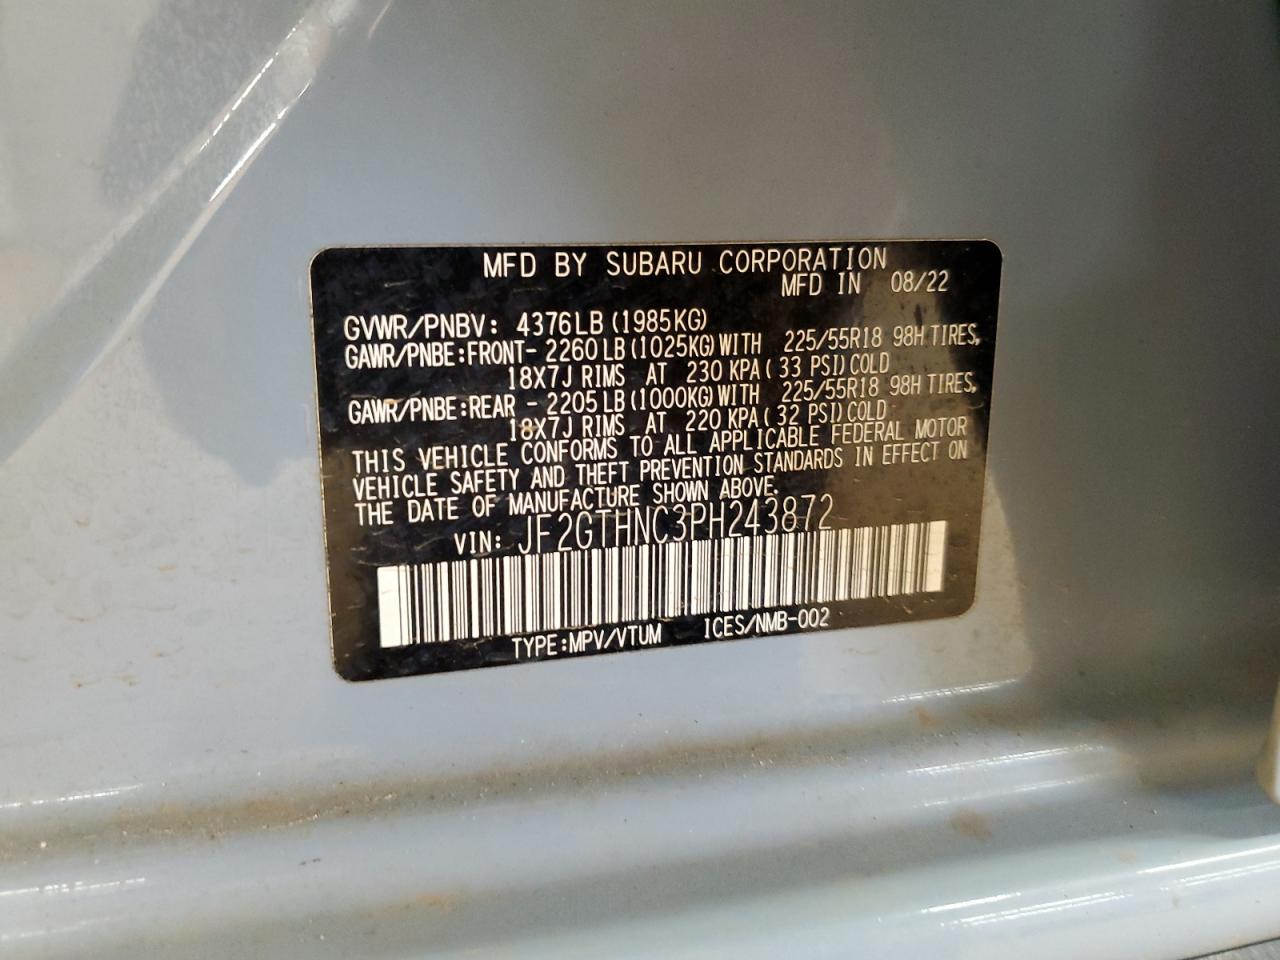 MFD BY SUBARU CORPORATION
MFD IN 08/22
GVWR/PNBV: 4376LB (1985KG)
GAWR/PNBE:FRONT- 2260LB (1025KG)WITH 225/55R18 98H TIRES,
18X7J RIMS AT 230 KPA( 33 PSI)COLD
GAWR/PNBE:REAR - 2205LB (1000KG)WITH 225/55R18 98H TIRES,
18X7J RIMS AT 220 KPA( 32 PSI)COLD
THIS VEHICLE CONFORMS TO ALL APPLICABLE FEDERAL MOTOR
VEHICLE SAFETY AND THEFT PREVENTION STANDARDS IN EFFECT ON
THE DATE OF MANUFACTURE SHOWN ABOVE.
VIN: JF2GTHNC3PH243872
TYPE:MPV/VTUM ICES/NMB-002